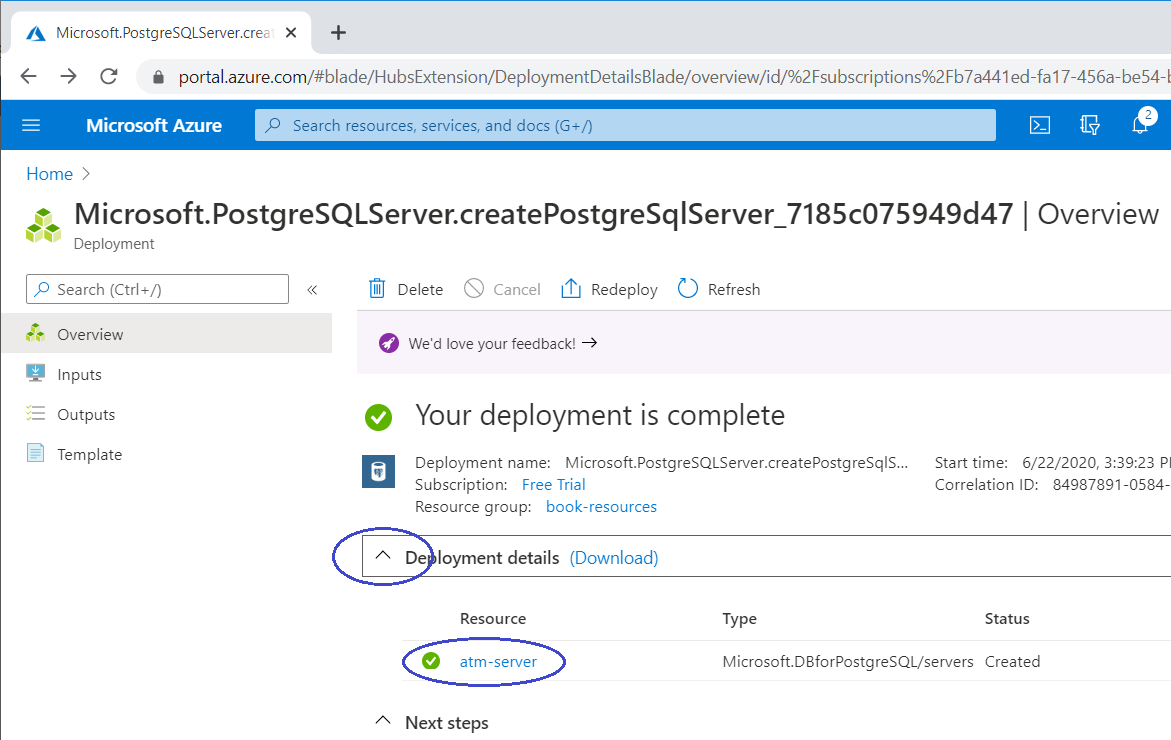 Microsoft.PostgreSQLServer.creat
portal.azure.com/#blade/HubsExtension/DeploymentDetailsBlade/overview/id/%2Fsubscriptions%2Fb7a441ed-fa17-456a-be54-b
Microsoft Azure
Search resources, services, and docs (G+/)
2
Home
Microsoft.PostgreSQLServer.createPostgreSqlServer_7185c075949d47 | Overview
Deployment
Search (Ctrl+/)
«
Delete
Cancel
Redeploy
Refresh
Overview
Inputs
Outputs
Template
We'd love your feedback! →
Your deployment is complete
Deployment name: Microsoft.PostgreSQLServer.createPostgreSqlS...
Subscription: Free Trial
Resource group: book-resources
Start time: 6/22/2020, 3:39:23 P
Correlation ID: 84987891-0584-
Deployment details (Download)
Resource Type Status
atm-server Microsoft.DBforPostgreSQL/servers Created
Next steps